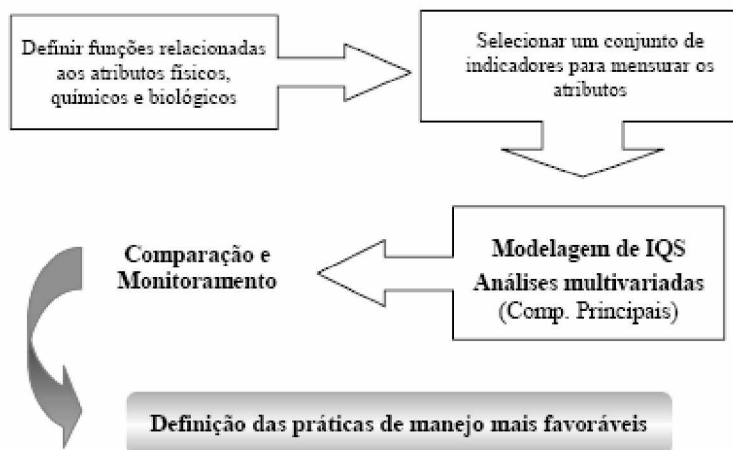 Definir funções relacionadas
aos atributos físicos,
químicos e biológicos
Selecionar um conjunto de
indicadores para mensurar os
atributos
Modelagem de IQS
Análises multivariadas
(Comp. Principais)
Comparação e
Monitoramento
Definição das práticas de manejo mais favoráveis